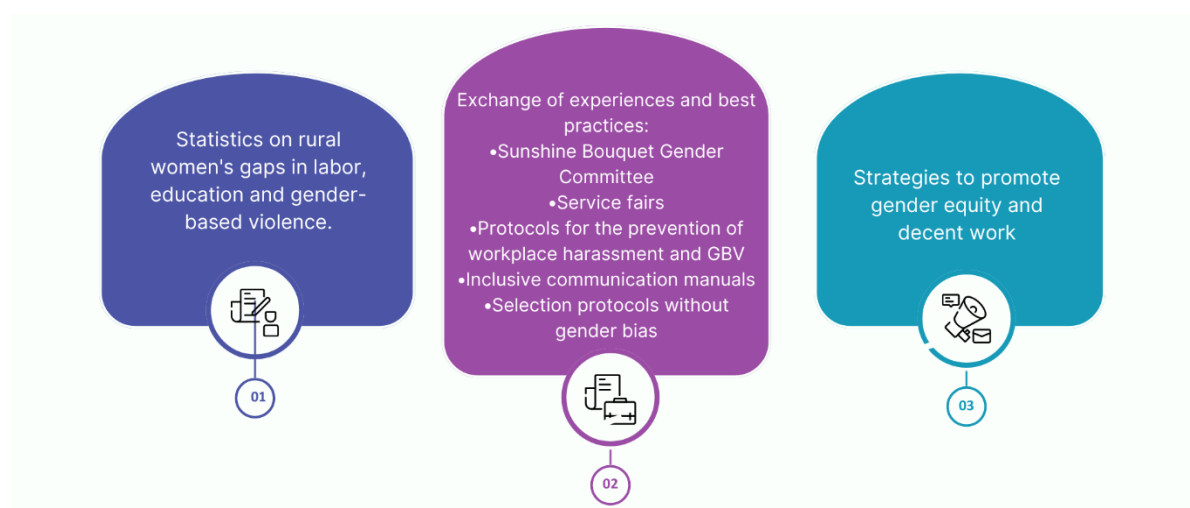 Statistics on rural
women's gaps in labor,
education and gender-
based violence.
01
Exchange of experiences and best
practices:
•Sunshine Bouquet Gender
Committee
•Service fairs
•Protocols for the prevention of
workplace harassment and GBV
•Inclusive communication manuals
•Selection protocols without
gender bias
02
Strategies to promote
gender equity and
decent work
03